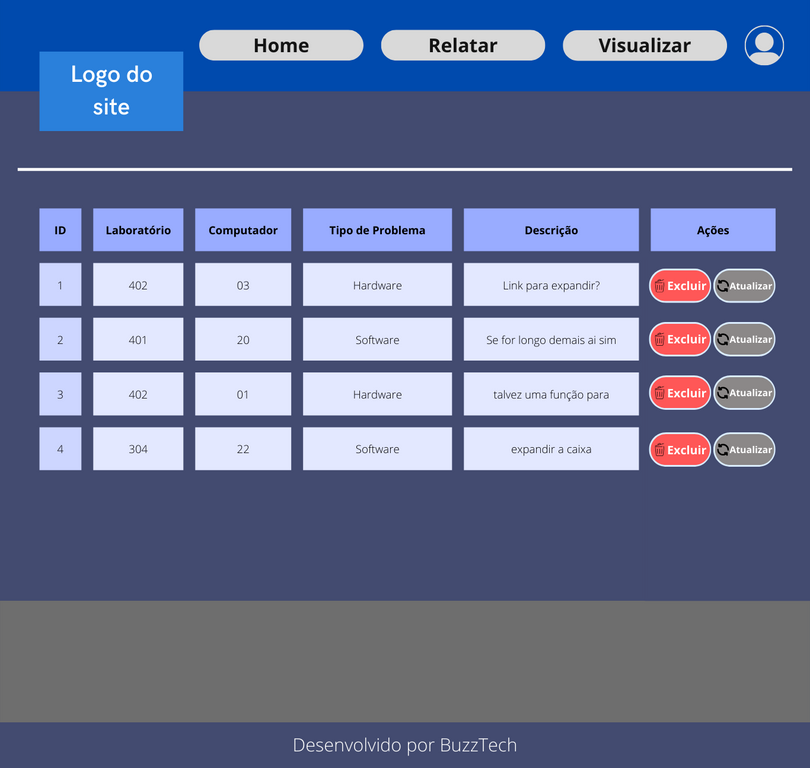 Home Relatar Visualizar
Logo do
site
ID Laboratório Computador Tipo de Problema Descrição Ações
1 402 03 Hardware Link para expandir? Excluir Atualizar
2 401 20 Software Se for longo demais ai sim Excluir Atualizar
3 402 01 Hardware talvez uma função para Excluir Atualizar
4 304 22 Software expandir a caixa Excluir Atualizar
Desenvolvido por BuzzTech